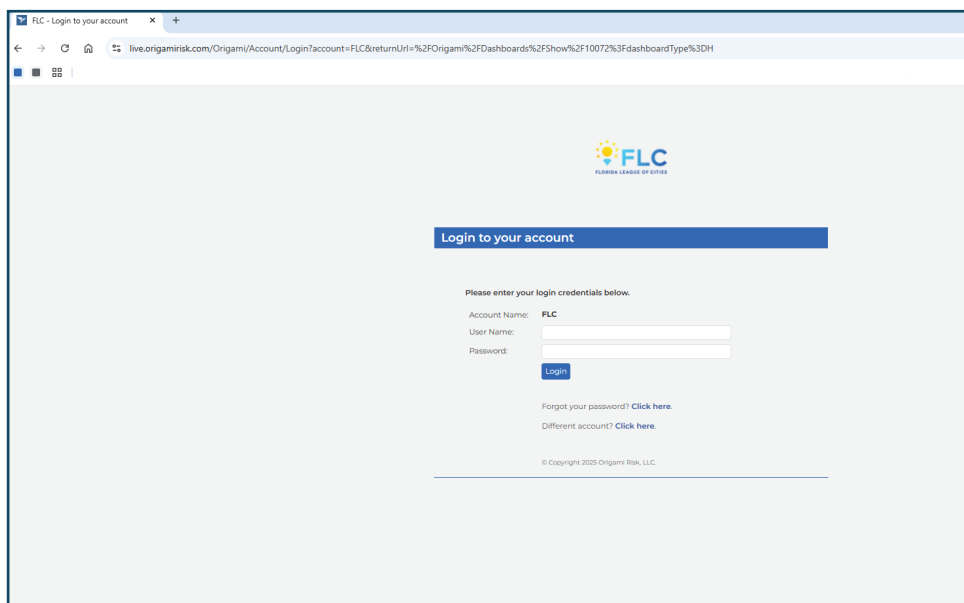 FLC - Login to your account
live.origamirisk.com/Origami/Account/Login?account=FLC&returnUrl=%2FOrigami%2FDashboards%2FShow%2F10072%3FdashboardType%3DH
FLC
FLORIDA LEAGUE OF CITIES
Login to your account
Please enter your login credentials below.
Account Name: FLC
User Name:
Password:
Login
Forgot your password? Click here.
Different account? Click here.
© Copyright 2025 Origami Risk, LLC.